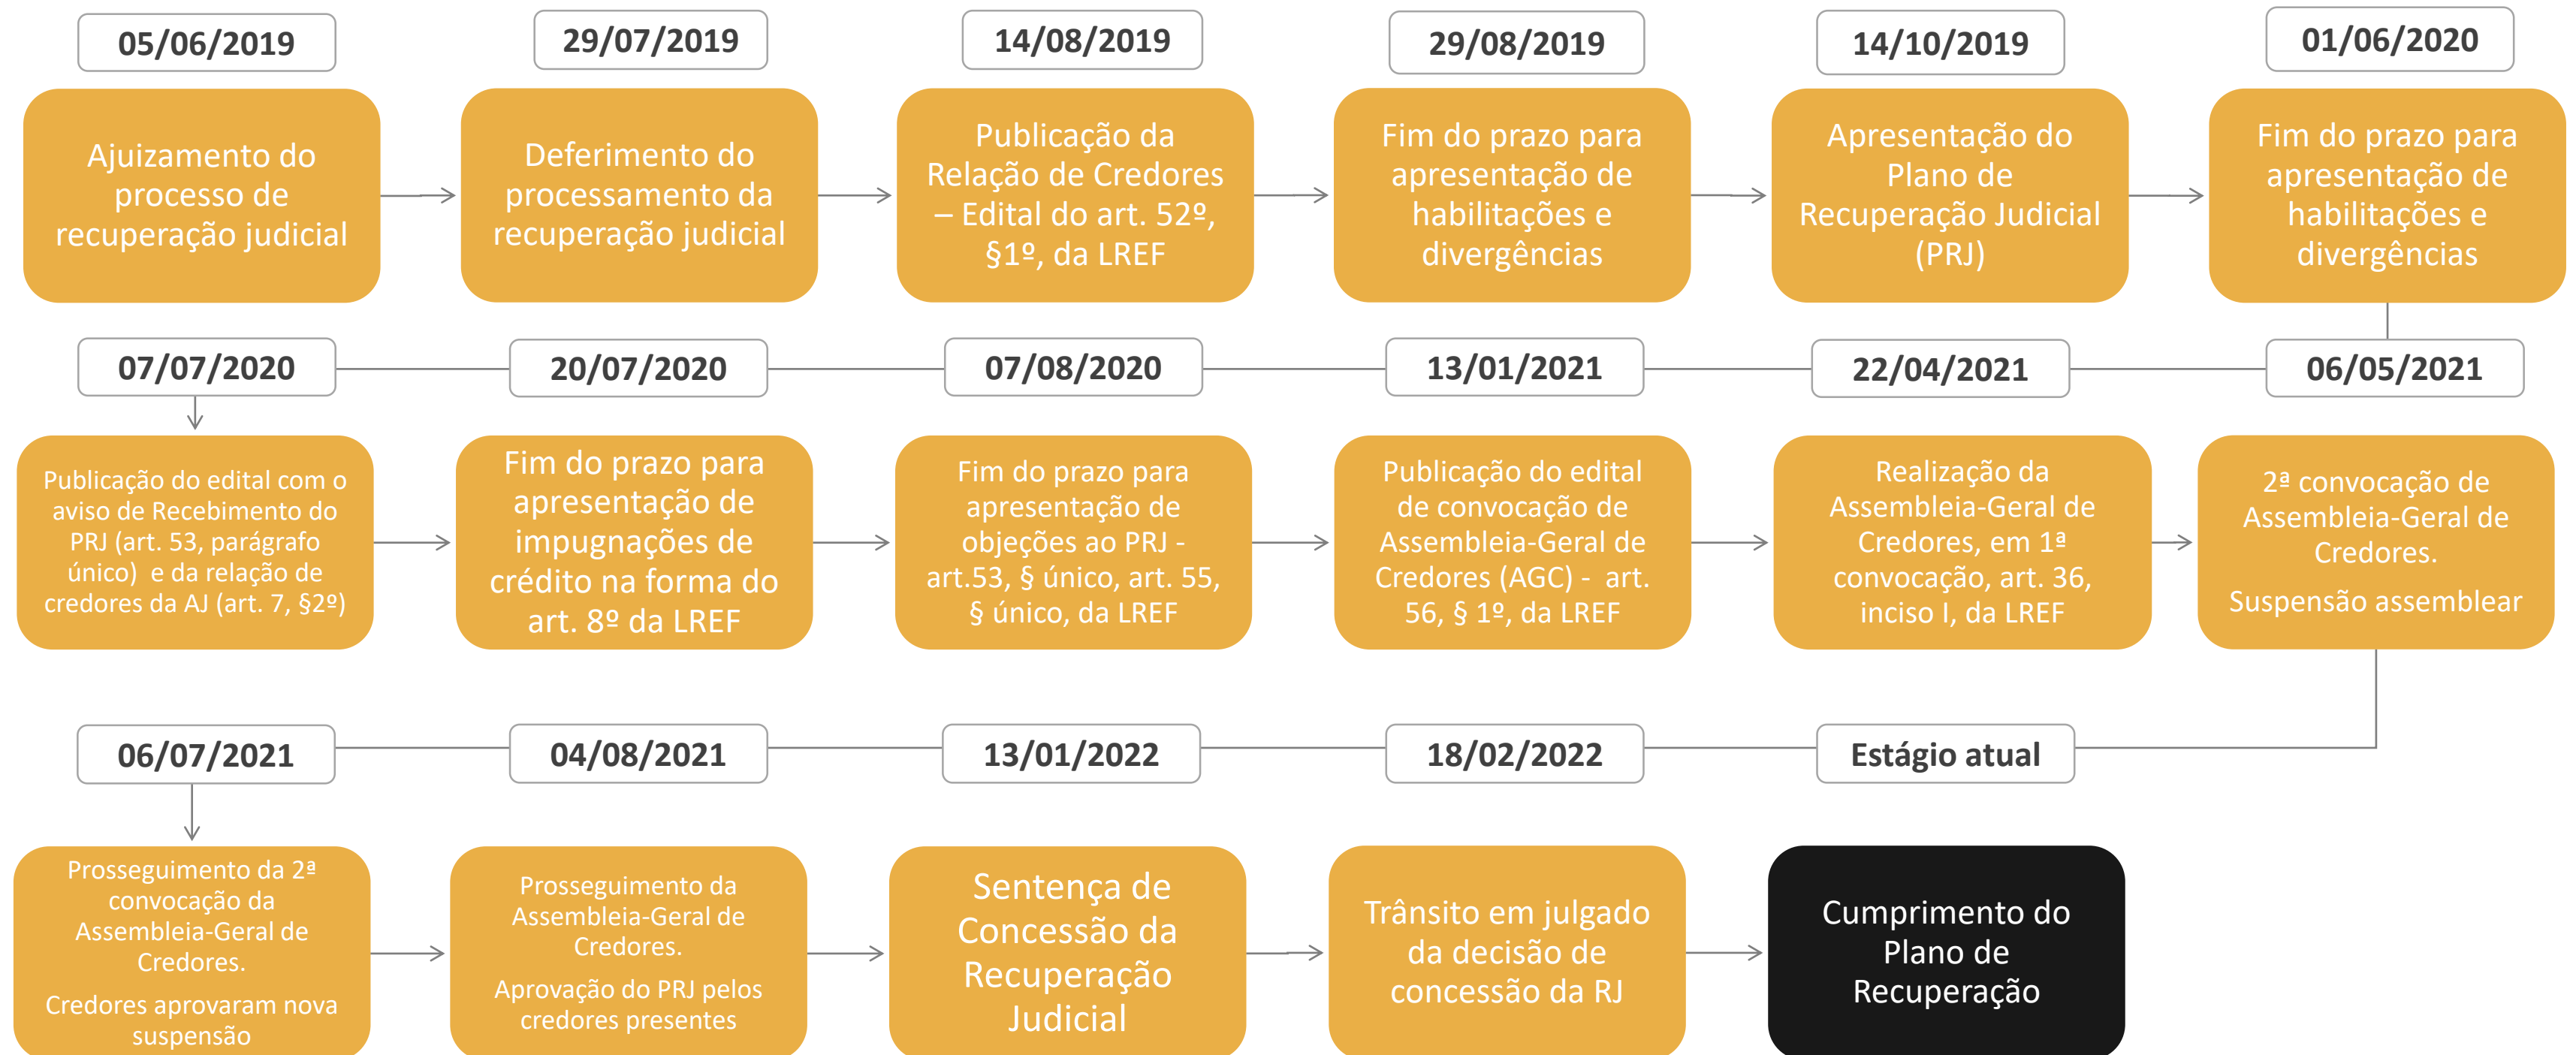 05/06/2019
Ajuizamento do
processo de
recuperação judicial
29/07/2019
Deferimento do
processamento da
recuperação judicial
14/08/2019
Publicação da
Relação de Credores
– Edital do art. 52º,
§1º, da LREF
29/08/2019
Fim do prazo para
apresentação de
habilitações e
divergências
14/10/2019
Apresentação do
Plano de
Recuperação Judicial
(PRJ)
01/06/2020
Fim do prazo para
apresentação de
habilitações e
divergências
07/07/2020
Publicação do edital com o
aviso de Recebimento do
PRJ (art. 53, parágrafo
único) e da relação de
credores da AJ (art. 7, §2º)
20/07/2020
Fim do prazo para
apresentação de
impugnações de
crédito na forma do
art. 8º da LREF
07/08/2020
Fim do prazo para
apresentação de
objeções ao PRJ -
art.53, § único, art. 55,
§ único, da LREF
13/01/2021
Publicação do edital
de convocação de
Assembleia-Geral de
Credores (AGC) - art.
56, § 1º, da LREF
22/04/2021
Realização da
Assembleia-Geral de
Credores, em 1ª
convocação, art. 36,
inciso I, da LREF
06/05/2021
2ª convocação de
Assembleia-Geral de
Credores.
Suspensão assemblear
06/07/2021
Prosseguimento da 2ª
convocação da
Assembleia-Geral de
Credores.
Credores aprovaram nova
suspensão
04/08/2021
Prosseguimento da
Assembleia-Geral de
Credores.
Aprovação do PRJ pelos
credores presentes
13/01/2022
Sentença de
Concessão da
Recuperação
Judicial
18/02/2022
Trânsito em julgado
da decisão de
concessão da RJ
Estágio atual
Cumprimento do
Plano de
Recuperação